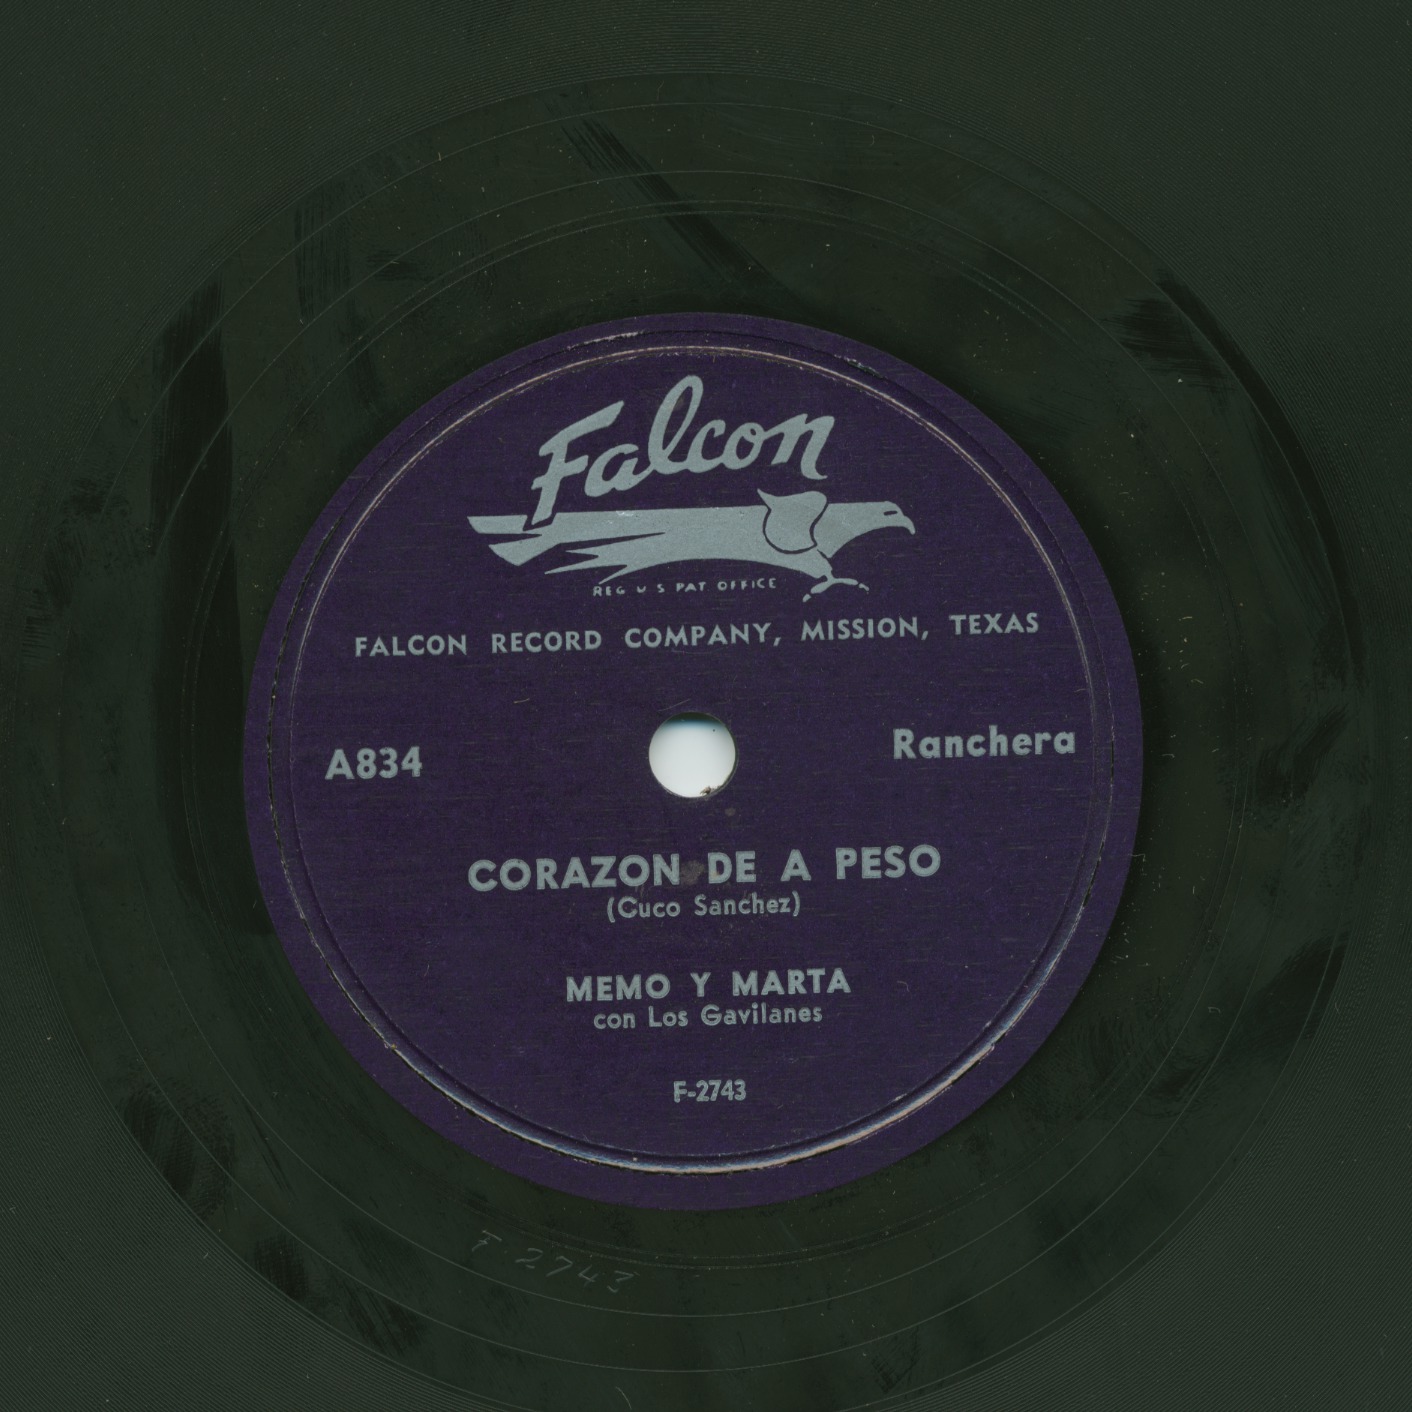 Falcon
REG U S PAT OFFICE
FALCON RECORD COMPANY, MISSION, TEXAS
A834
Ranchera
CORAZON DE A PESO
(Cuco Sanchez)
MEMO Y MARTA
con Los Gavilanes
F-2743
F-2743